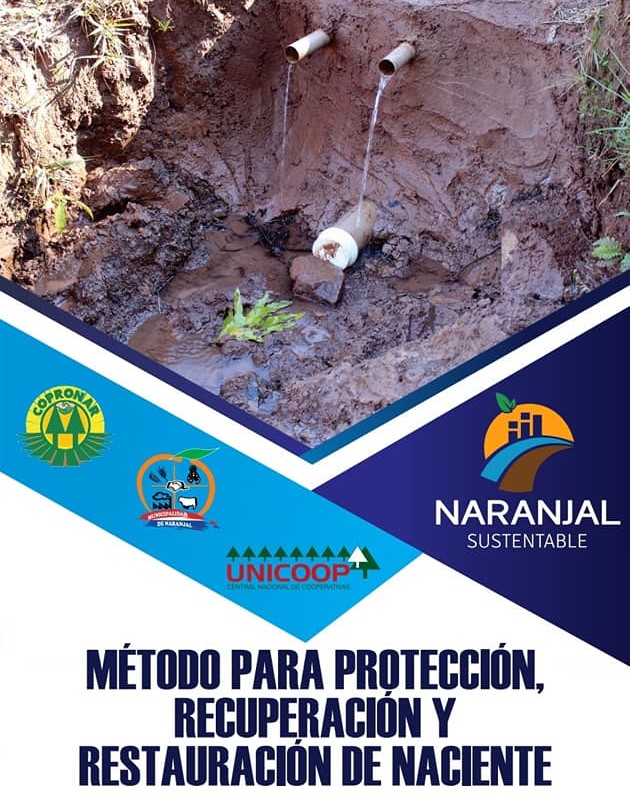 COPRONAR
MUNICIPALIDAD
DE NARANJAL
UNICOOP
CENTRAL NACIONAL DE COOPERATIVAS
NARANJAL
SUSTENTABLE
MÉTODO PARA PROTECCIÓN,
RECUPERACIÓN Y
RESTAURACIÓN DE NACIENTE